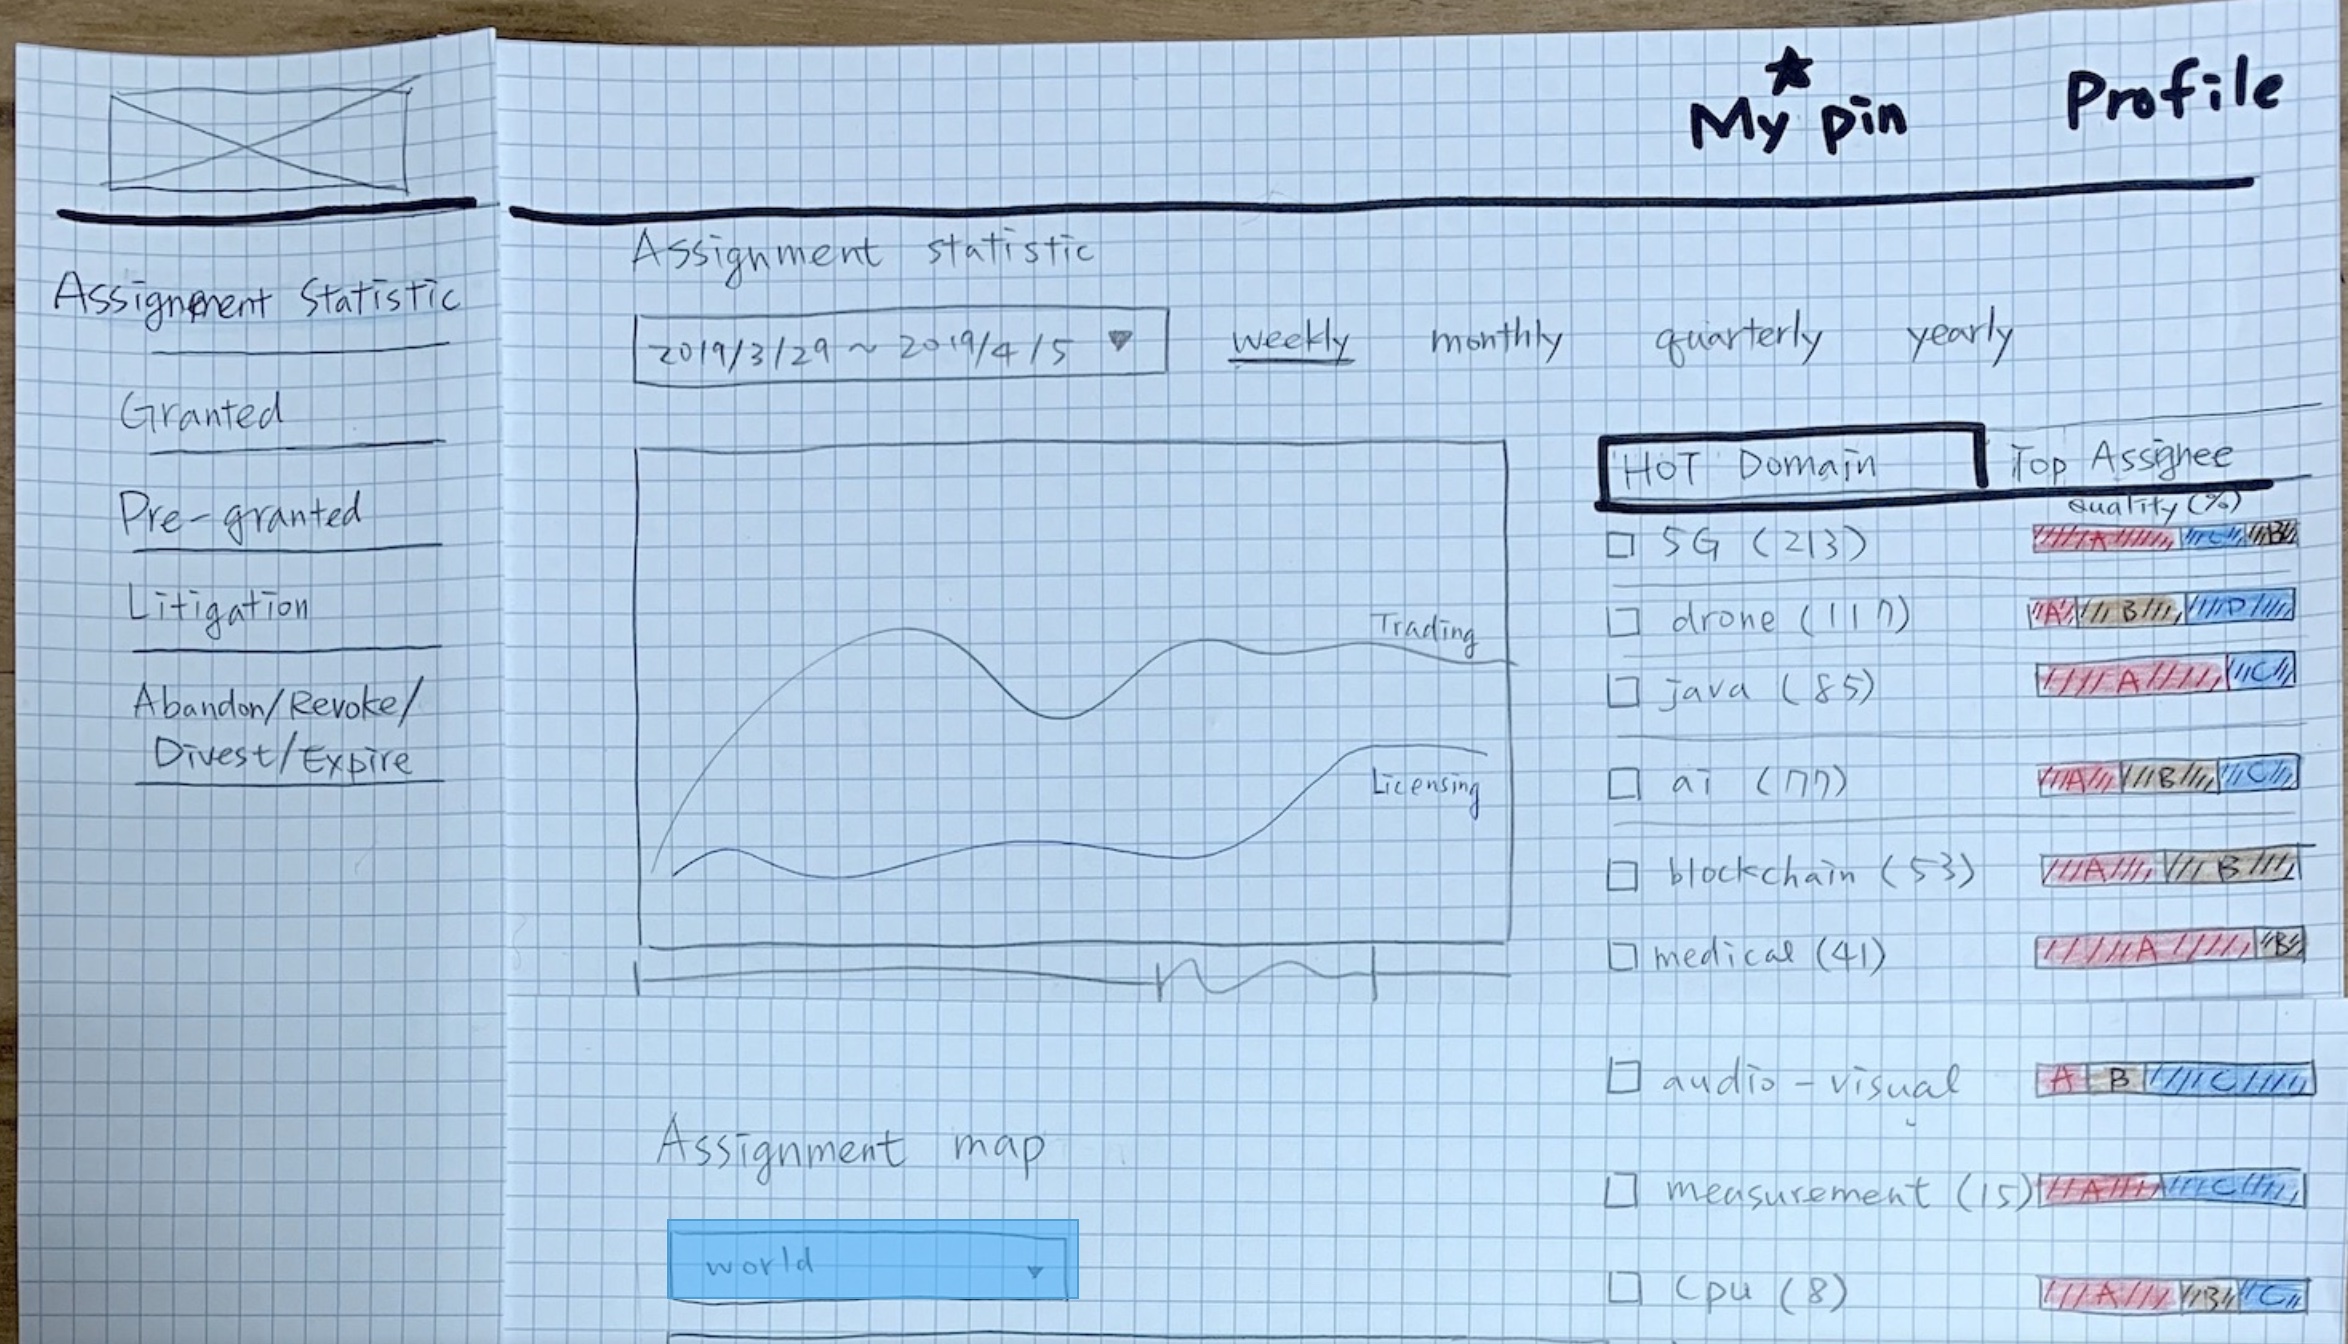 My pin
Profile
Assignment Statistic
Granted
Pre-granted
Litigation
Abandon/Revoke/
Divest/Expire
Assignment statistic
2019/3/29 ~ 2019/4/5
weekly monthly quarterly yearly
Trading
Licensing
HOT Domain Top Assignee
quality (%)
5G (213) A C B
drone (117) A B D
java (85) A C
ai (77) A B C
blockchain (53) A B
medical (41) A B
audio-visual A B C
measurement (15) A C
cpu (8) A B C
Assignment map
world